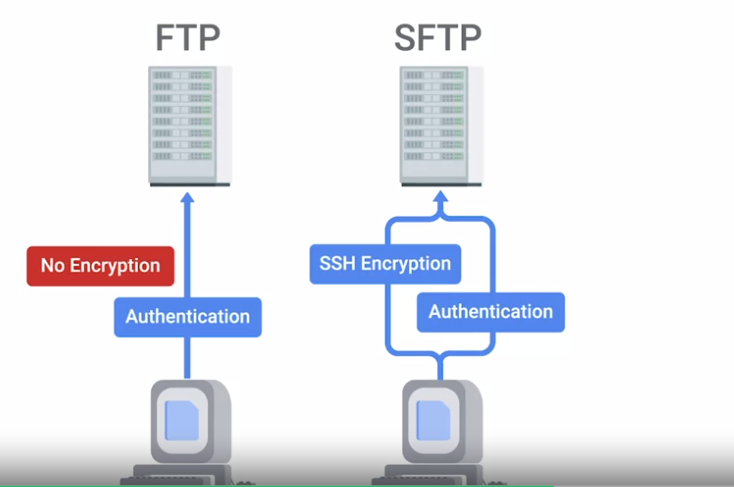 FTP
SFTP
No Encryption
Authentication
SSH Encryption
Authentication